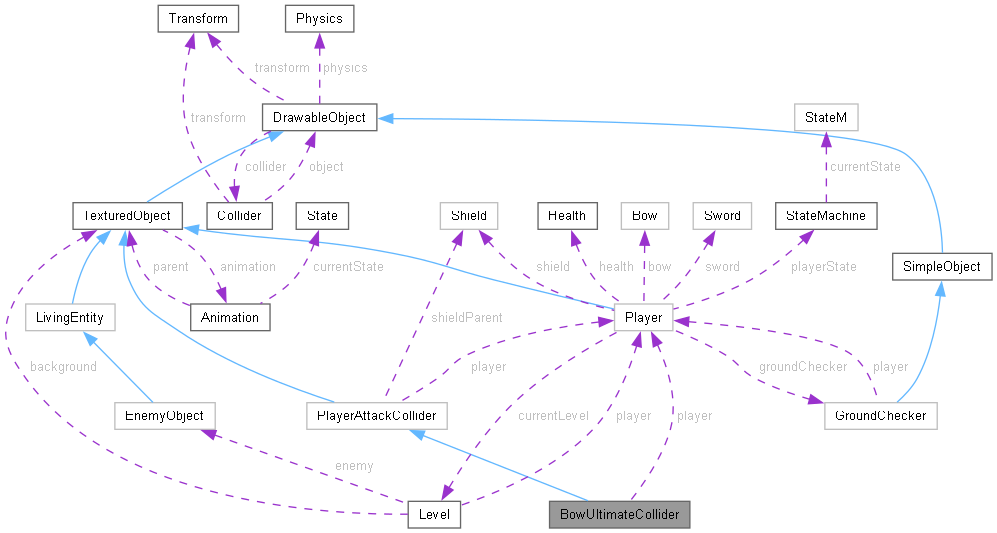 Transform
Physics
transform
physics
transform
DrawableObject
StateM
collider
object
currentState
TexturedObject
Collider
State
Shield
Health
Bow
Sword
StateMachine
parent
animation
currentState
shield
health
bow
sword
playerState
SimpleObject
LivingEntity
Animation
shieldParent
Player
background
player
groundChecker
player
EnemyObject
PlayerAttackCollider
currentLevel
player
player
GroundChecker
enemy
Level
BowUltimateCollider